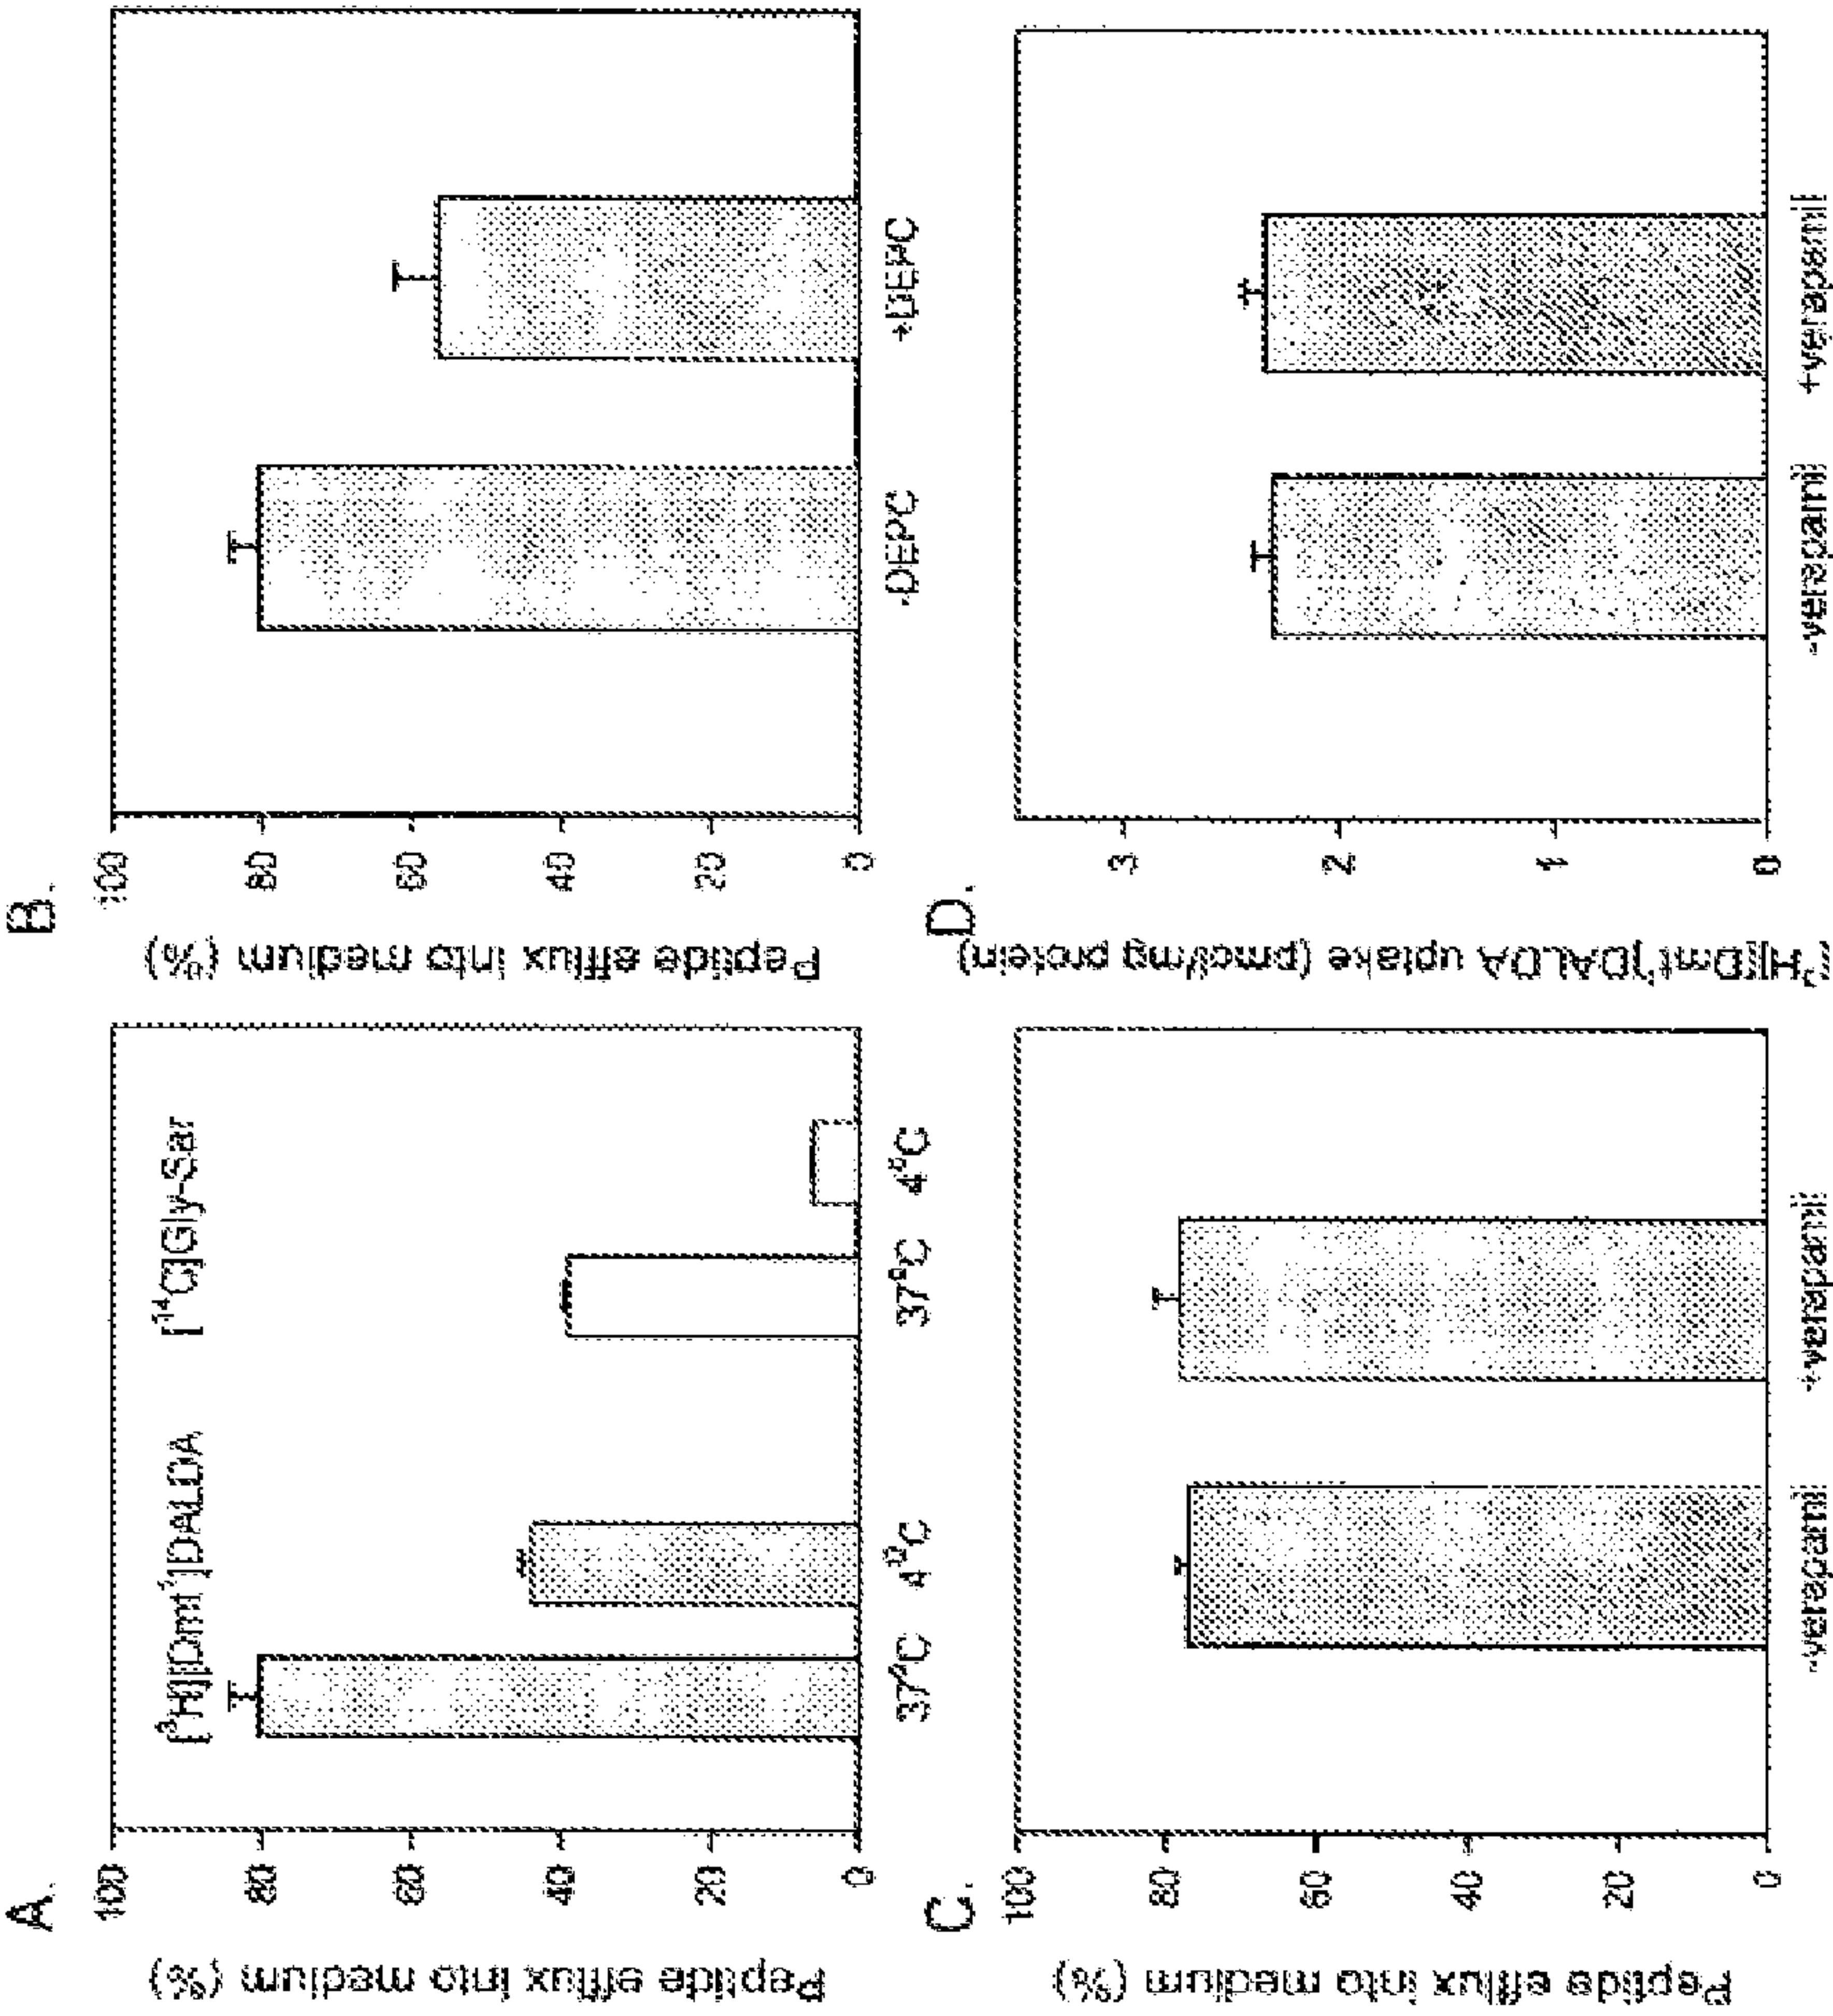 A.
Peptide efflux into medium (%)
100
80
60
40
20
0
[³H][Dmt¹]DALDA
[¹⁴C]Gly-Sar
37°C 4°C 37°C 4°C
B.
Peptide efflux into medium (%)
100
80
60
40
20
0
-DEPC +DEPC
C.
Peptide efflux into medium (%)
100
80
60
40
20
0
-verapamil +verapamil
D.
[³H][Dmt¹]DALDA uptake (pmol/mg protein)
3
2
1
0
-verapamil +verapamil